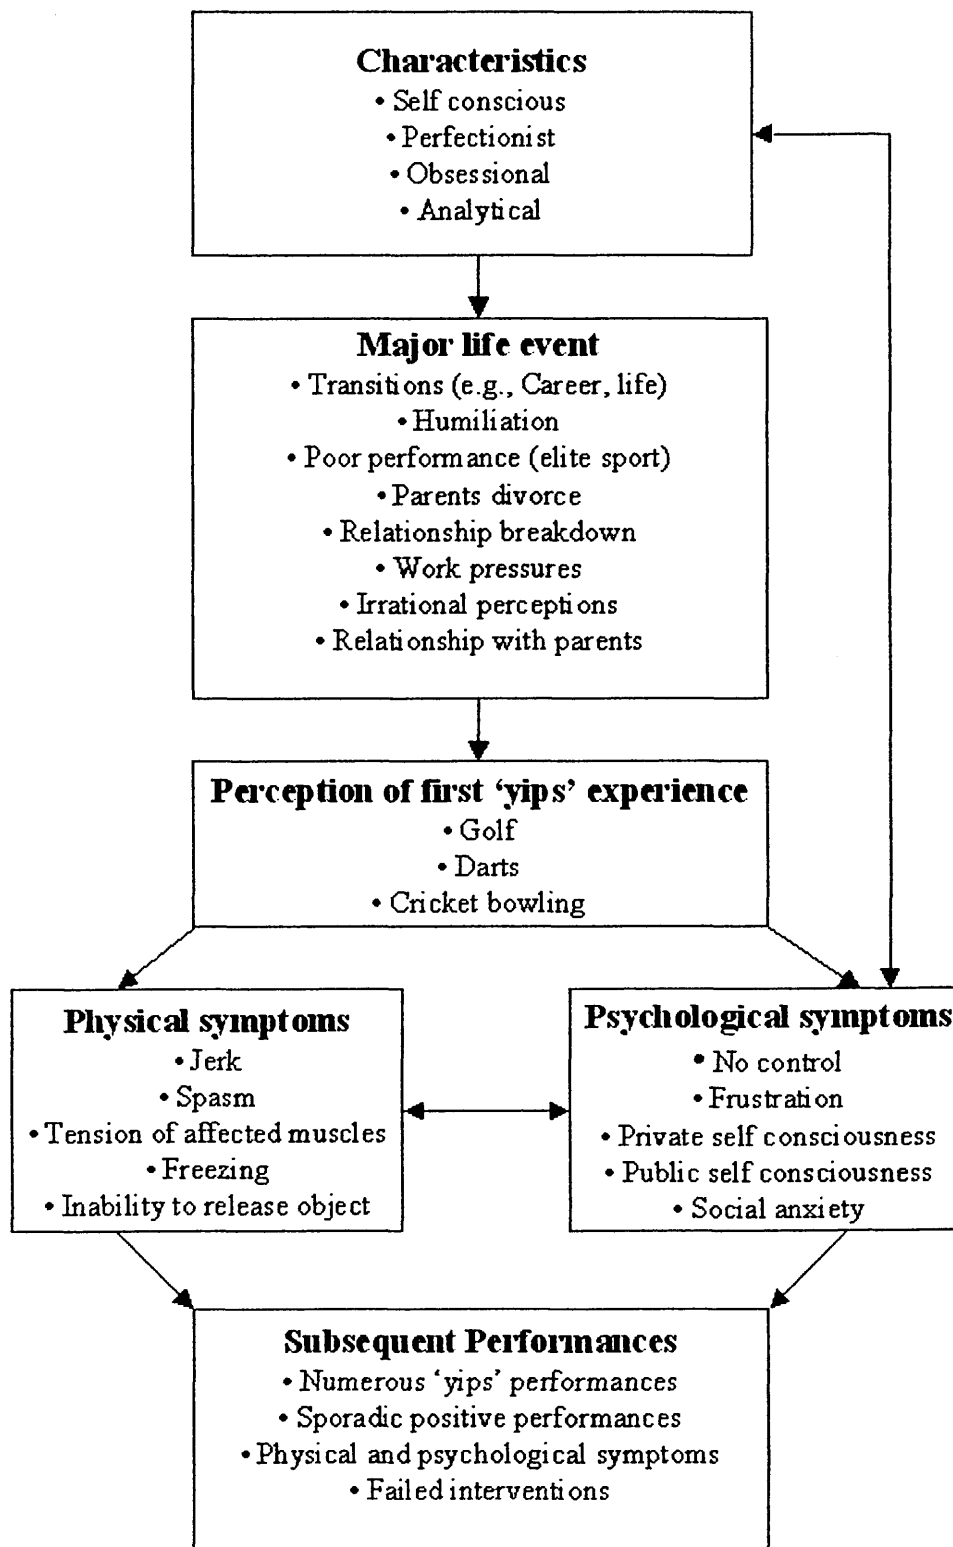 Characteristics
• Self conscious
• Perfectionist
• Obsessional
• Analytical
Major life event
• Transitions (e.g., Career, life)
• Humiliation
• Poor performance (elite sport)
• Parents divorce
• Relationship breakdown
• Work pressures
• Irrational perceptions
• Relationship with parents
Perception of first ‘yips’ experience
• Golf
• Darts
• Cricket bowling
Physical symptoms
• Jerk
• Spasm
• Tension of affected muscles
• Freezing
• Inability to release object
Psychological symptoms
• No control
• Frustration
• Private self consciousness
• Public self consciousness
• Social anxiety
Subsequent Performances
• Numerous ‘yips’ performances
• Sporadic positive performances
• Physical and psychological symptoms
• Failed interventions